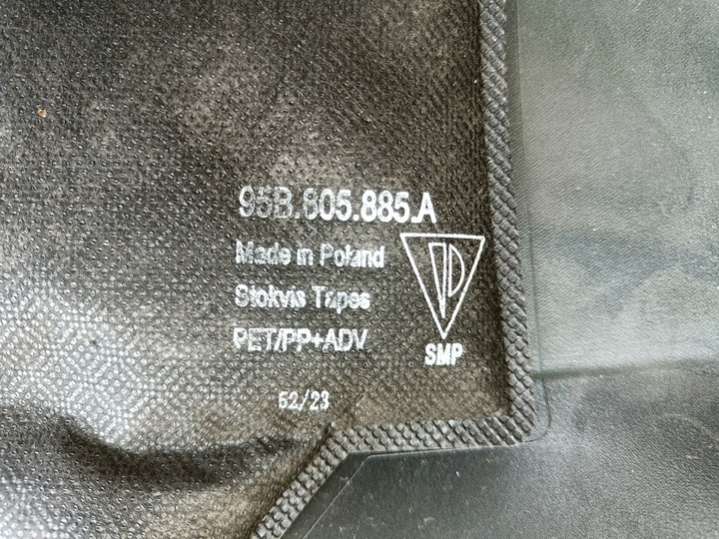 95B.805.885.A
Made in Poland
Stokvis Tapes
PET/PP+ADV
SMP
52/23